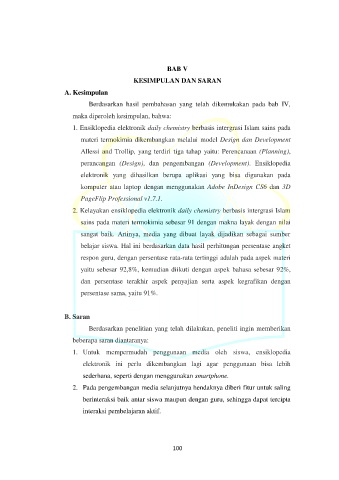 BAB V
KESIMPULAN DAN SARAN
A. Kesimpulan
Berdasarkan hasil pembahasan yang telah dikemukakan pada bab IV,
maka diperoleh kesimpulan, bahwa:
1. Ensiklopedia elektronik daily chemistry berbasis intergrasi Islam sains pada
materi termokimia dikembangkan melalui model Design dan Development
Allessi and Trollip, yang terdiri tiga tahap yaitu: Perencanaan (Planning),
perancangan (Design), dan pengembangan (Development). Ensiklopedia
elektronik yang dihasilkan berupa aplikasi yang bisa digunakan pada
komputer atau laptop dengan menggunakan Adobe InDesign CS6 dan 3D
PageFlip Professional v1.7.1.
2. Kelayakan ensiklopedia elektronik daily chemistry berbasis intergrasi Islam
sains pada materi termokimia sebesar 91 dengan makna layak dengan nilai
sangat baik. Artinya, media yang dibuat layak dijadikan sebagai sumber
belajar siswa. Hal ini berdasarkan data hasil perhitungan persentase angket
respon guru, dengan persentase rata-rata tertinggi adalah pada aspek materi
yaitu sebesar 92,8%, kemudian diikuti dengan aspek bahasa sebesar 92%,
dan persentase terakhir aspek penyajian serta aspek kegrafikan dengan
persentase sama, yaitu 91%.
B. Saran
Berdasarkan penelitian yang telah dilakukan, peneliti ingin memberikan
beberapa saran diantaranya:
1. Untuk mempermudah penggunaan media oleh siswa, ensiklopedia
elektronik ini perlu dikembangkan lagi agar penggunaan bisa lebih
sederhana, seperti dengan menggunakan smartphone.
2. Pada pengembangan media selanjutnya hendaknya diberi fitur untuk saling
berinteraksi baik antar siswa maupun dengan guru, sehingga dapat tercipta
interaksi pembelajaran aktif.
100